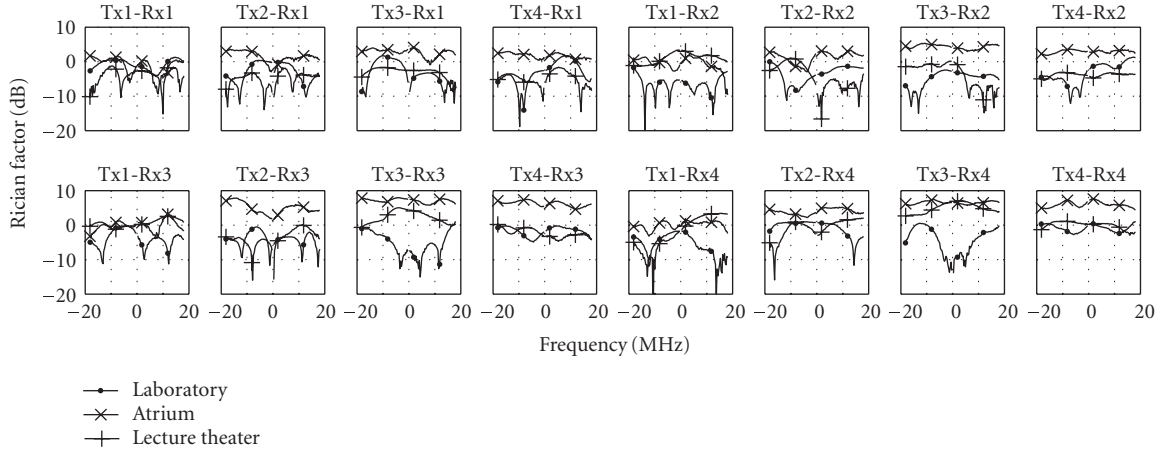 Tx1-Rx1 Tx2-Rx1 Tx3-Rx1 Tx4-Rx1 Tx1-Rx2 Tx2-Rx2 Tx3-Rx2 Tx4-Rx2
10
0
−10
−20
Rician factor (dB)
Tx1-Rx3 Tx2-Rx3 Tx3-Rx3 Tx4-Rx3 Tx1-Rx4 Tx2-Rx4 Tx3-Rx4 Tx4-Rx4
10
0
−10
−20
−20 0 20 −20 0 20 −20 0 20 −20 0 20 −20 0 20 −20 0 20 −20 0 20 −20 0 20
Frequency (MHz)
Laboratory
Atrium
Lecture theater